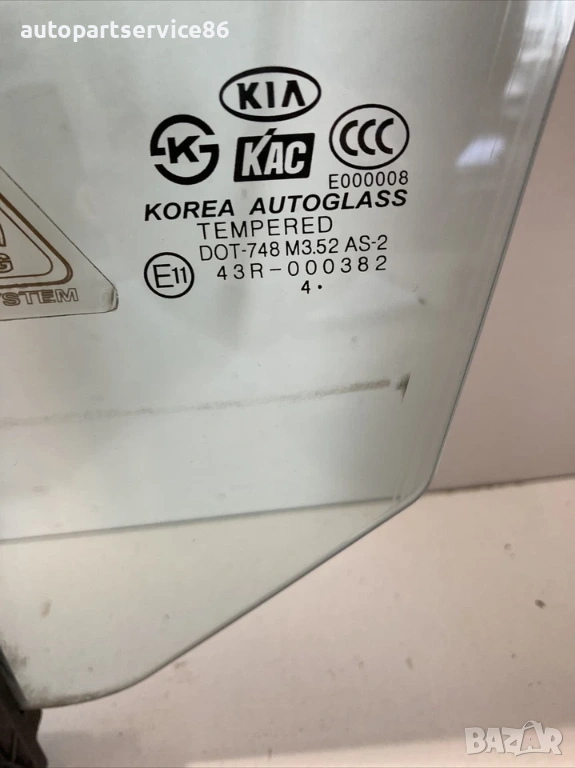 autopartservice86
KIA
K KAC CCC
E000008
KOREA AUTOGLASS
TEMPERED
DOT-748 M3.52 AS-2
E11 43R-000382
4 •
STEM
BAZAR